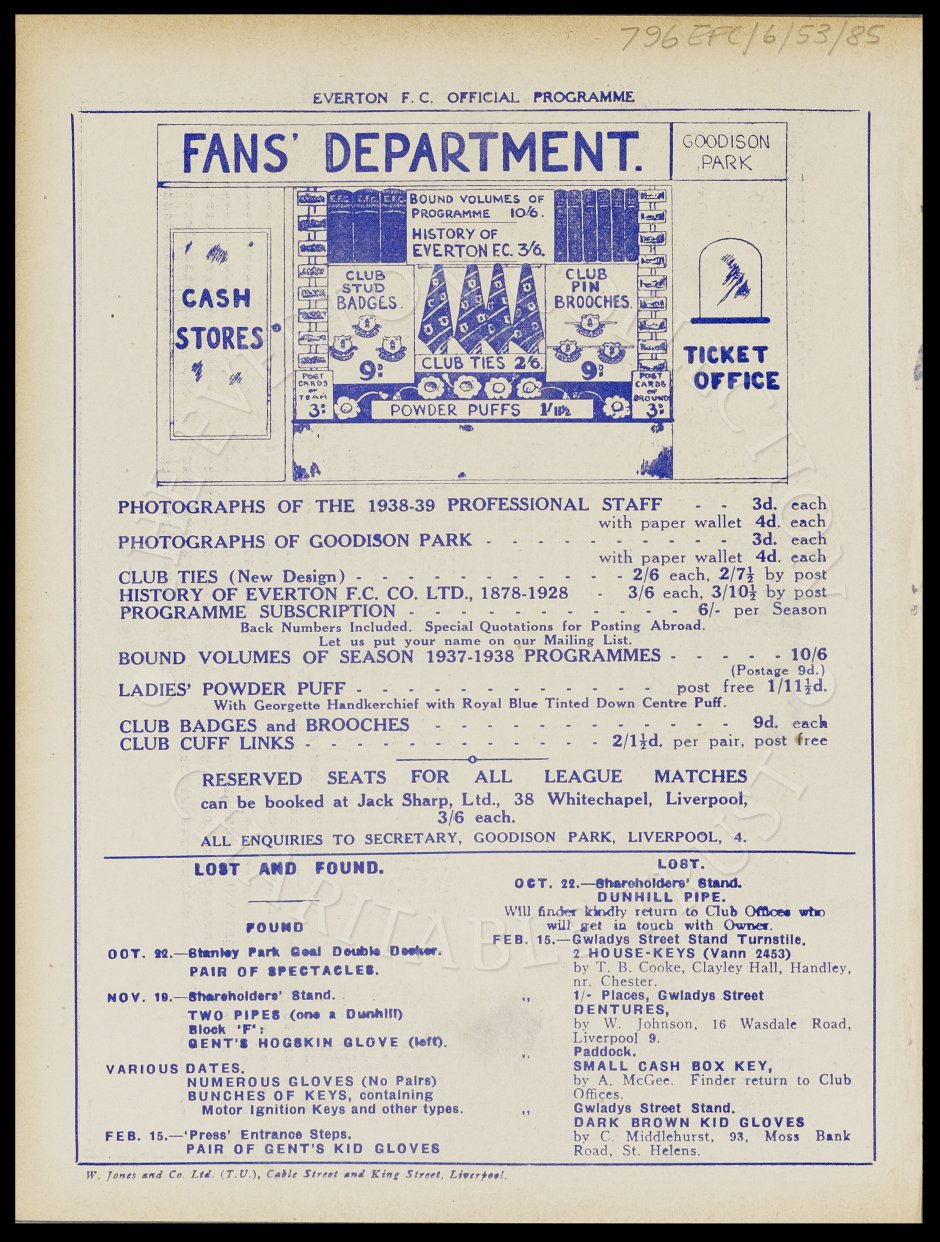 796 EFC/6/53/85
EVERTON F. C. OFFICIAL PROGRAMME
FANS' DEPARTMENT.
GOODISON
PARK
E.F.C. E.F.C. E.F.C.
BOUND VOLUMES OF
PROGRAMME 10/6.
HISTORY OF
EVERTON F.C. 3/6.
CASH
STORES
CLUB
STUD
BADGES.
9D
CLUB TIES 2/6.
CLUB
PIN
BROOCHES.
9D
TICKET
OFFICE
POST
CARDS
OF
TEAM
3D
POWDER PUFFS 1/11½
POST
CARDS
OF
GROUND
3D
PHOTOGRAPHS OF THE 1938-39 PROFESSIONAL STAFF - - 3d. each
with paper wallet 4d. each
PHOTOGRAPHS OF GOODISON PARK - - - - - - - - - - 3d. each
with paper wallet 4d. each
CLUB TIES (New Design) - - - - - - - - - - - - 2/6 each, 2/7½ by post
HISTORY OF EVERTON F.C. CO. LTD., 1878-1928 - 3/6 each, 3/10½ by post
PROGRAMME SUBSCRIPTION - - - - - - - - - - - - 6/- per Season
Back Numbers Included. Special Quotations for Posting Abroad.
Let us put your name on our Mailing List.
BOUND VOLUMES OF SEASON 1937-1938 PROGRAMMES - - - - - 10/6
(Postage 9d.)
LADIES' POWDER PUFF - - - - - - - - - - - - post free 1/11½d.
With Georgette Handkerchief with Royal Blue Tinted Down Centre Puff.
CLUB BADGES and BROOCHES - - - - - - - - - - - - 9d. each
CLUB CUFF LINKS - - - - - - - - - - - - 2/1½d. per pair, post free
RESERVED SEATS FOR ALL LEAGUE MATCHES
can be booked at Jack Sharp, Ltd., 38 Whitechapel, Liverpool,
3/6 each.
ALL ENQUIRIES TO SECRETARY, GOODISON PARK, LIVERPOOL, 4.
LOST AND FOUND.
FOUND
OCT. 22.—Stanley Park Goal Double Decker.
PAIR OF SPECTACLES.
NOV. 19.—Shareholders' Stand.
TWO PIPES (one a Dunhill)
Block 'F':
GENT'S HOGSKIN GLOVE (left).
VARIOUS DATES.
NUMEROUS GLOVES (No Pairs)
BUNCHES OF KEYS, containing
Motor Ignition Keys and other types.
FEB. 15.—'Press' Entrance Steps.
PAIR OF GENT'S KID GLOVES
LOST.
OCT. 22.—Shareholders' Stand.
DUNHILL PIPE.
Will finder kindly return to Club Offices who
will get in touch with Owner.
FEB. 15.—Gwladys Street Stand Turnstile.
2 HOUSE-KEYS (Vann 2453)
by T. B. Cooke, Clayley Hall, Handley,
nr. Chester.
,, 1/- Places, Gwladys Street
DENTURES,
by W. Johnson, 16 Wasdale Road,
Liverpool 9.
,, Paddock.
SMALL CASH BOX KEY,
by A. McGee. Finder return to Club
Offices.
,, Gwladys Street Stand.
DARK BROWN KID GLOVES
by C. Middlehurst, 93, Moss Bank
Road, St. Helens.
W. Jones and Co. Ltd. (T.U.), Cable Street and King Street, Liverpool.
THE EVERTON COLLECTION
CHARITABLE TRUST